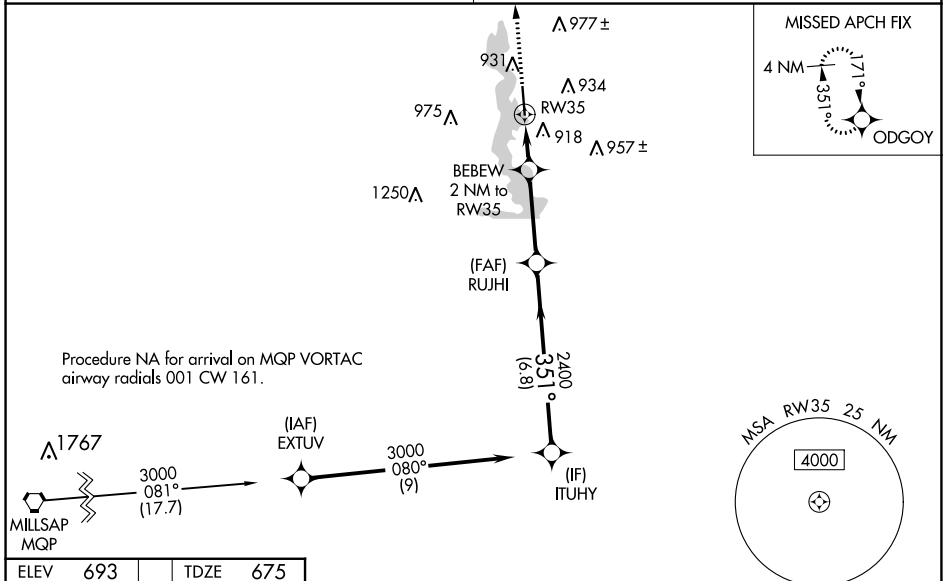 977 ±
931
934
RW35
975
918
957 ±
BEBEW
2 NM to
RW35
1250
(FAF)
RUJHI
MISSED APCH FIX
4 NM
351°
171°
ODGOY
Procedure NA for arrival on MQP VORTAC
airway radials 001 CW 161.
2400
351°
(6.8)
1767
(IAF)
EXTUV
3000
081°
(17.7)
3000
080°
(9)
(IF)
ITUHY
MILLSAP
MQP
MSA RW35 25 NM
4000
ELEV 693 TDZE 675